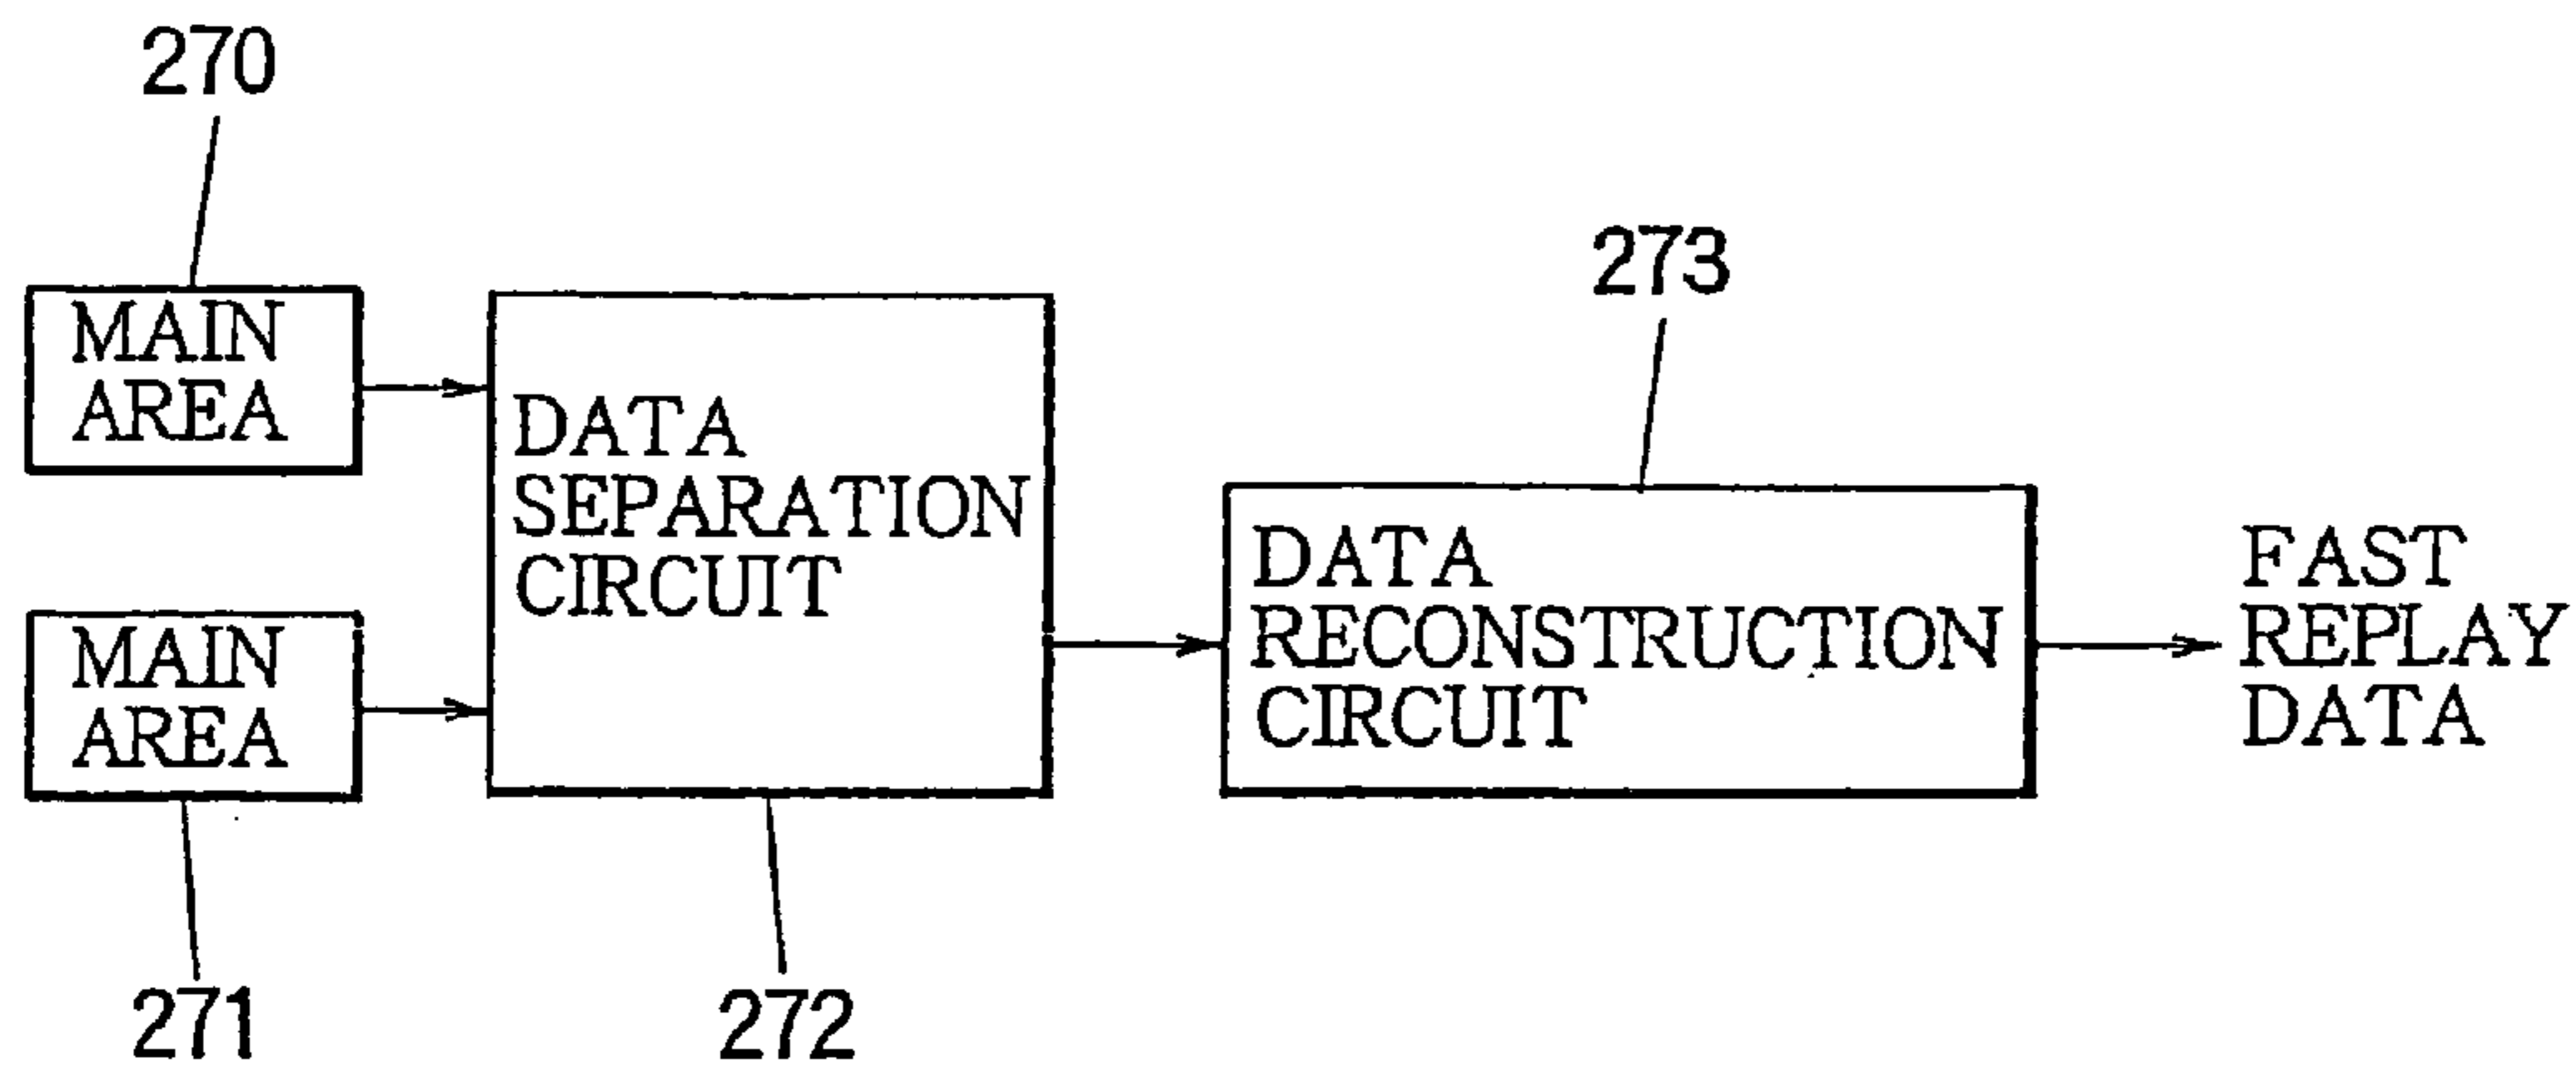 270
MAIN
AREA
MAIN
AREA
271
DATA
SEPARATION
CIRCUIT
272
273
DATA
RECONSTRUCTION
CIRCUIT
FAST
REPLAY
DATA